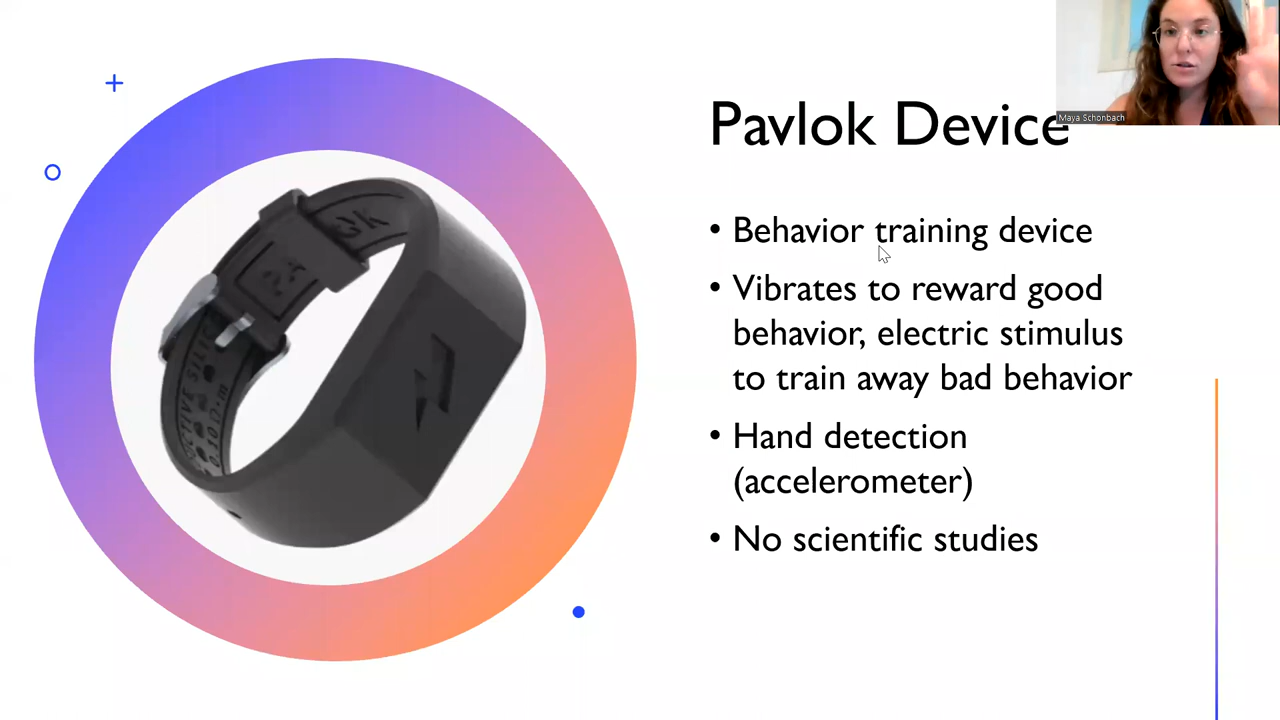 Maya Schonbach
Pavlok Device
• Behavior training device
• Vibrates to reward good
behavior, electric stimulus
to train away bad behavior
• Hand detection
(accelerometer)
• No scientific studies